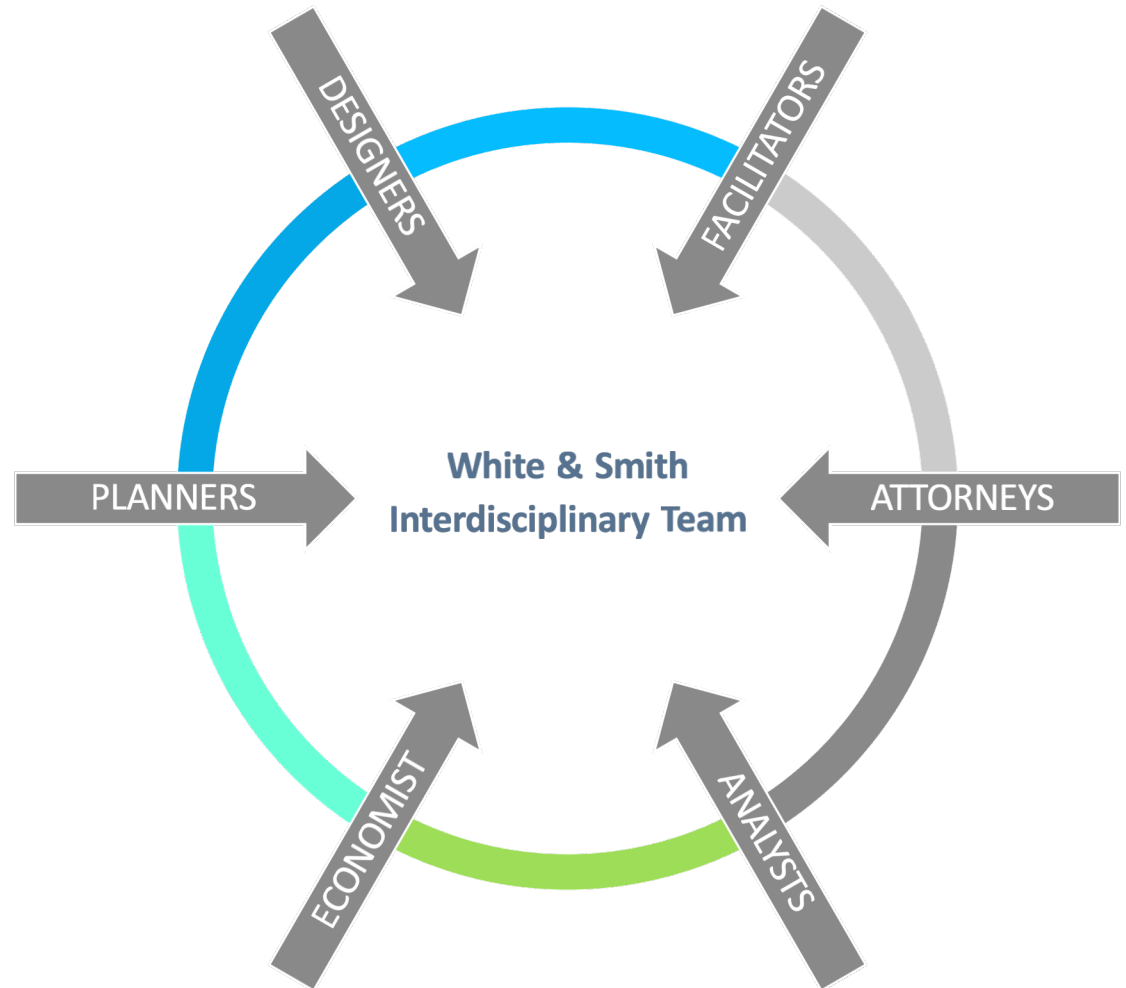 DESIGNERS
FACILITATORS
White & Smith
Interdisciplinary Team
PLANNERS
ATTORNEYS
ECONOMIST
ANALYSTS